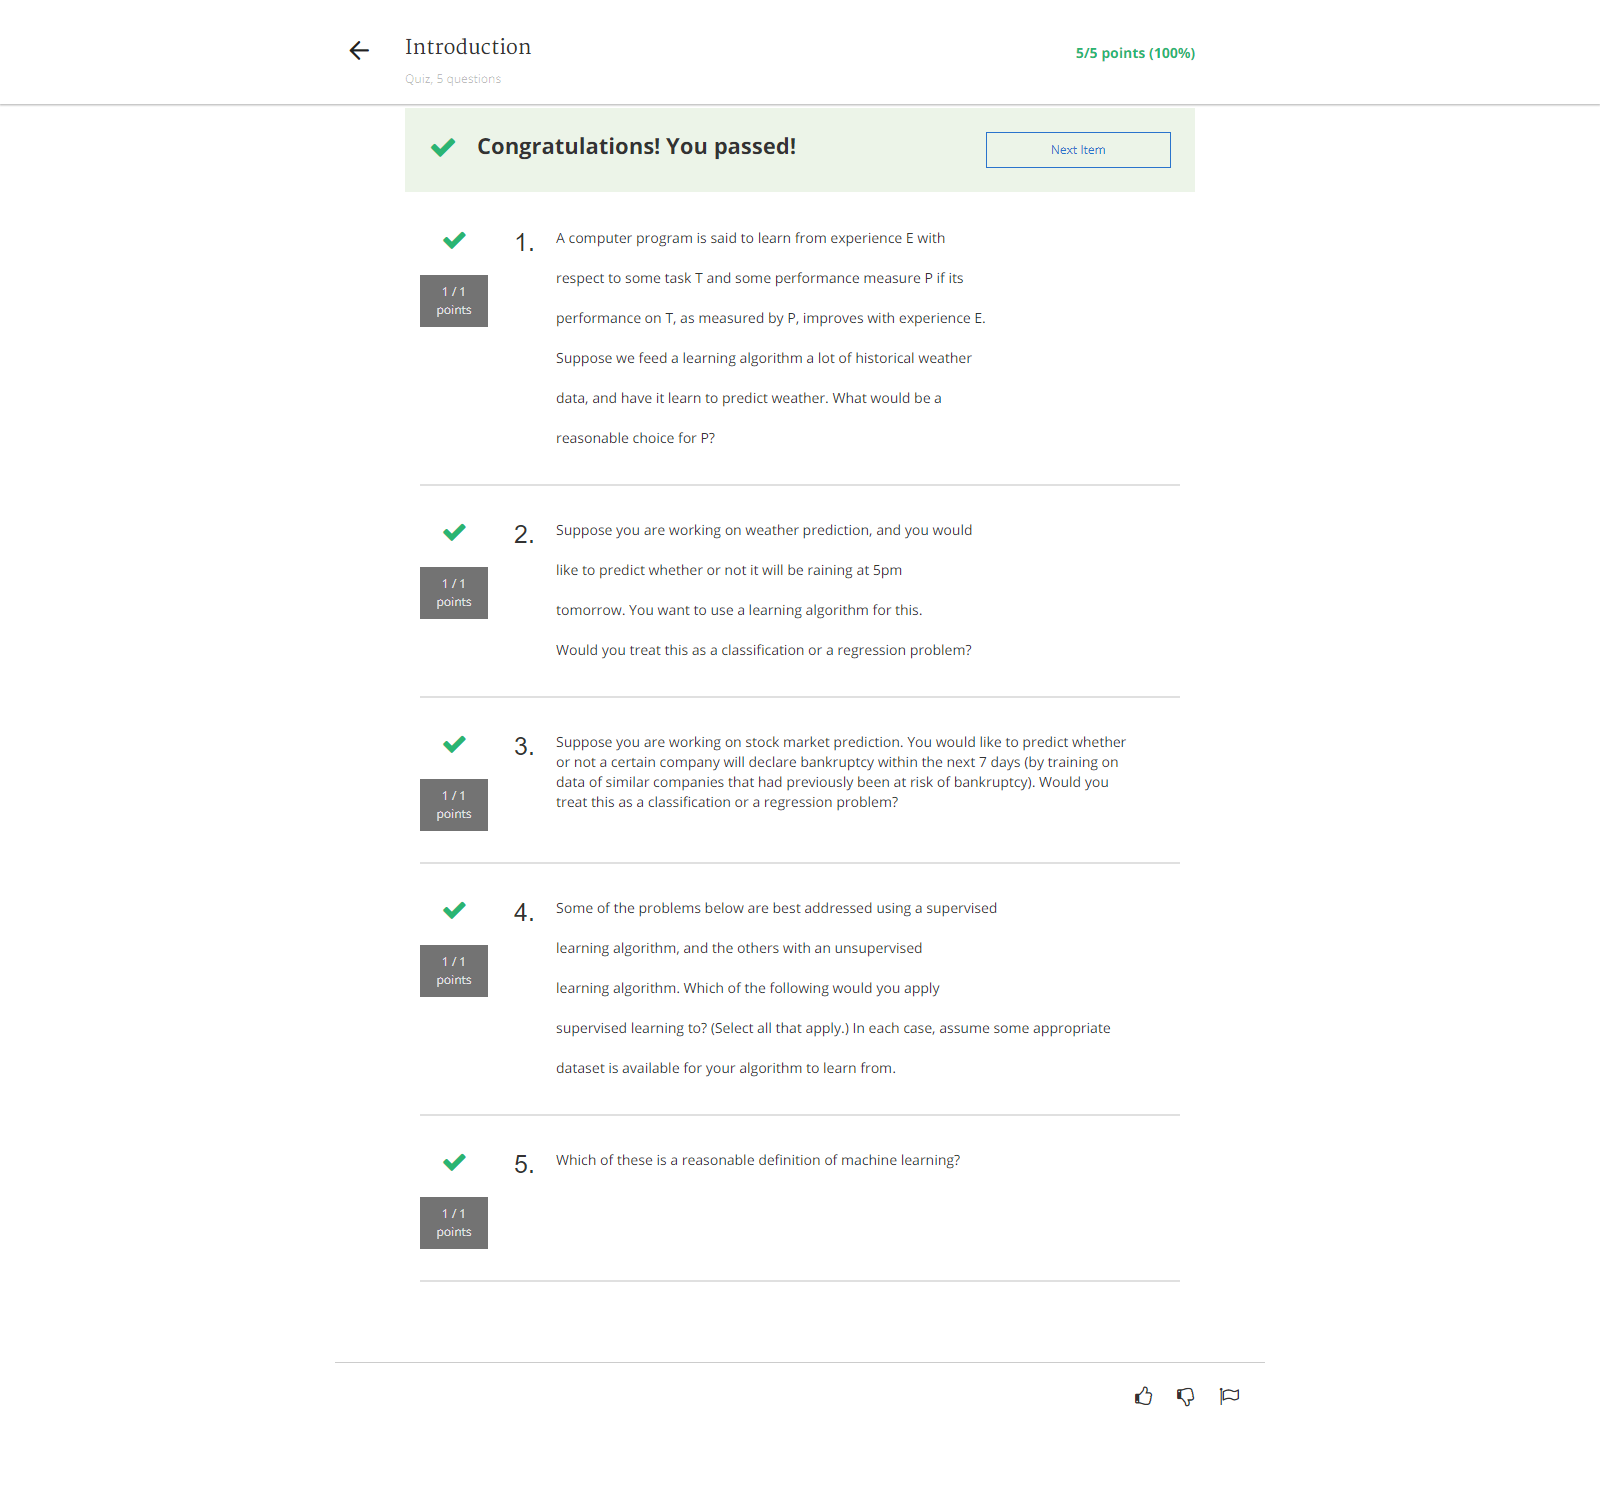 Introduction
Quiz, 5 questions
5/5 points (100%)
Congratulations! You passed!
Next Item
1 / 1
points
1.
A computer program is said to learn from experience E with
respect to some task T and some performance measure P if its
performance on T, as measured by P, improves with experience E.
Suppose we feed a learning algorithm a lot of historical weather
data, and have it learn to predict weather. What would be a
reasonable choice for P?
1 / 1
points
2.
Suppose you are working on weather prediction, and you would
like to predict whether or not it will be raining at 5pm
tomorrow. You want to use a learning algorithm for this.
Would you treat this as a classification or a regression problem?
1 / 1
points
3.
Suppose you are working on stock market prediction. You would like to predict whether
or not a certain company will declare bankruptcy within the next 7 days (by training on
data of similar companies that had previously been at risk of bankruptcy). Would you
treat this as a classification or a regression problem?
1 / 1
points
4.
Some of the problems below are best addressed using a supervised
learning algorithm, and the others with an unsupervised
learning algorithm. Which of the following would you apply
supervised learning to? (Select all that apply.) In each case, assume some appropriate
dataset is available for your algorithm to learn from.
1 / 1
points
5.
Which of these is a reasonable definition of machine learning?